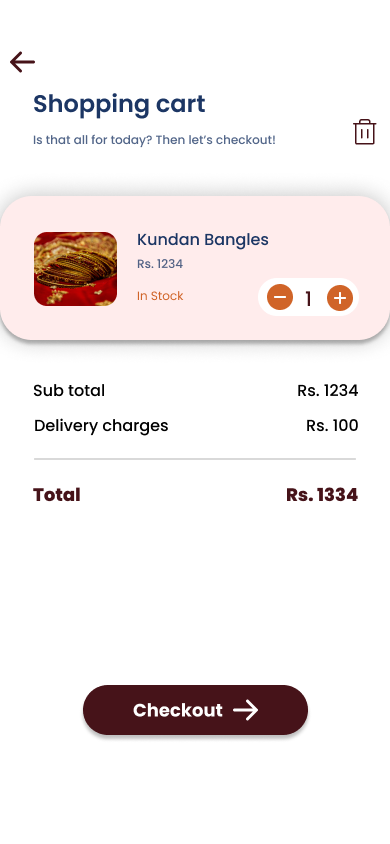 Shopping cart
Is that all for today? Then let’s checkout!
Kundan Bangles
Rs. 1234
In Stock
1
Sub total Rs. 1234
Delivery charges Rs. 100
Total Rs. 1334
Checkout